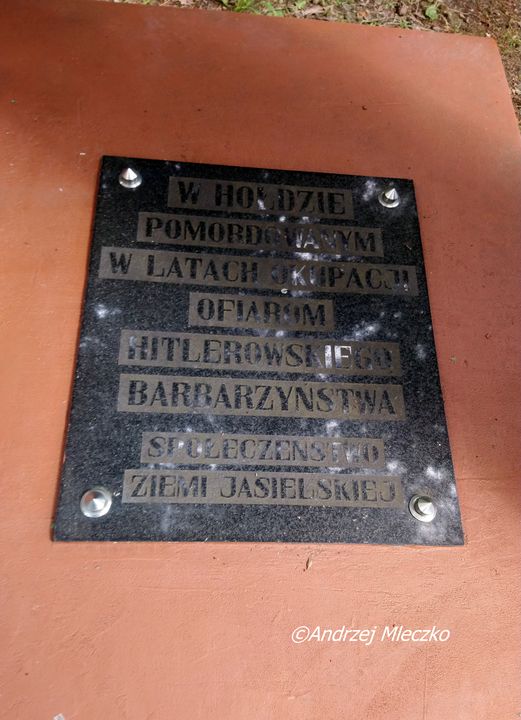 W HOŁDZIE
POMORDOWANYM
W LATACH OKUPACJI
OFIAROM
HITLEROWSKIEGO
BARBARZYŃSTWA
SPOŁECZEŃSTWO
ZIEMI JASIELSKIEJ
©Andrzej Mleczko